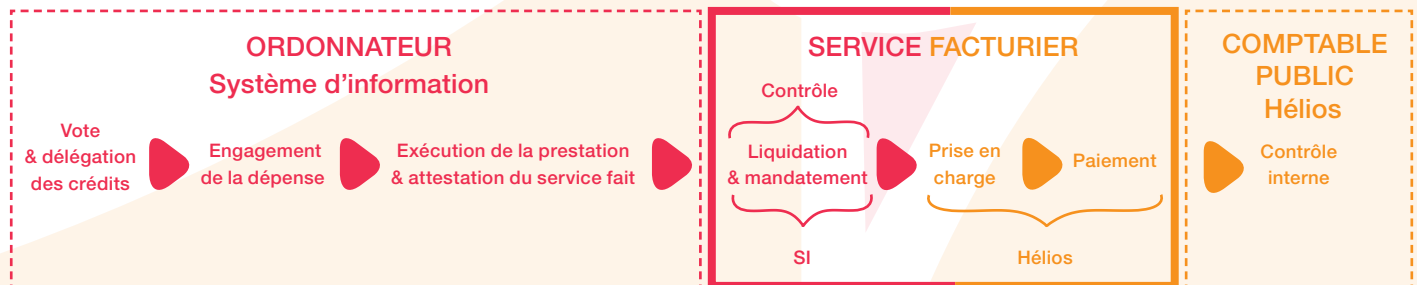 ORDONNATEUR
Système d’information
Vote
& délégation
des crédits
Engagement
de la dépense
Exécution de la prestation
& attestation du service fait
SERVICE FACTURIER
Contrôle
Liquidation
& mandatement
SI
Prise en
charge
Paiement
Hélios
COMPTABLE
PUBLIC
Hélios
Contrôle
interne